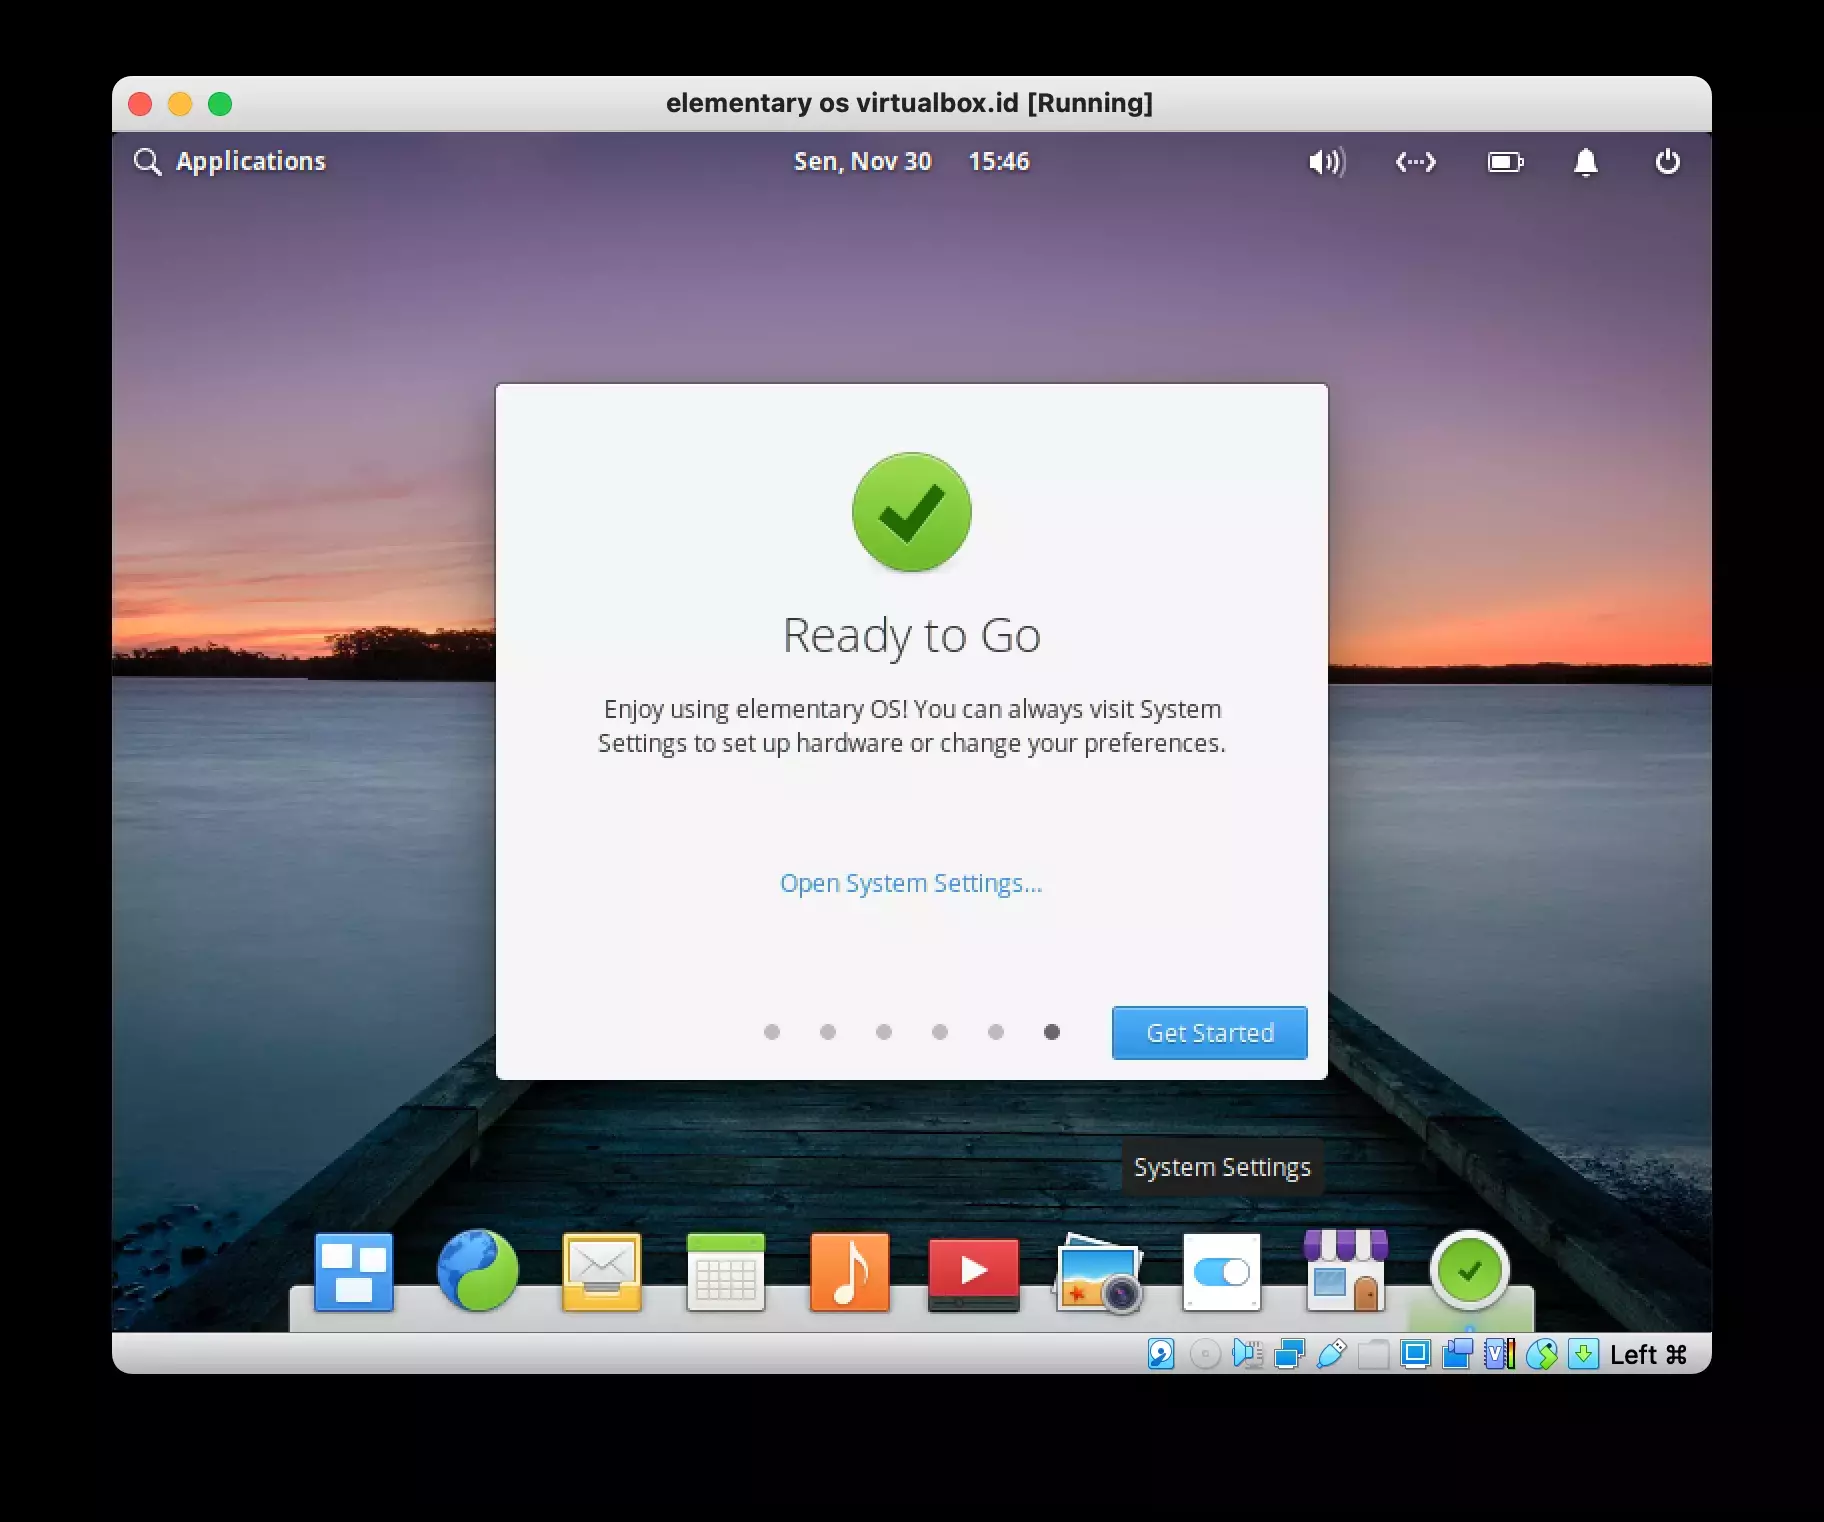 elementary os virtualbox.id [Running]
Applications
Sen, Nov 30 15:46
Ready to Go
Enjoy using elementary OS! You can always visit System
Settings to set up hardware or change your preferences.
Open System Settings...
Get Started
System Settings
Left ⌘